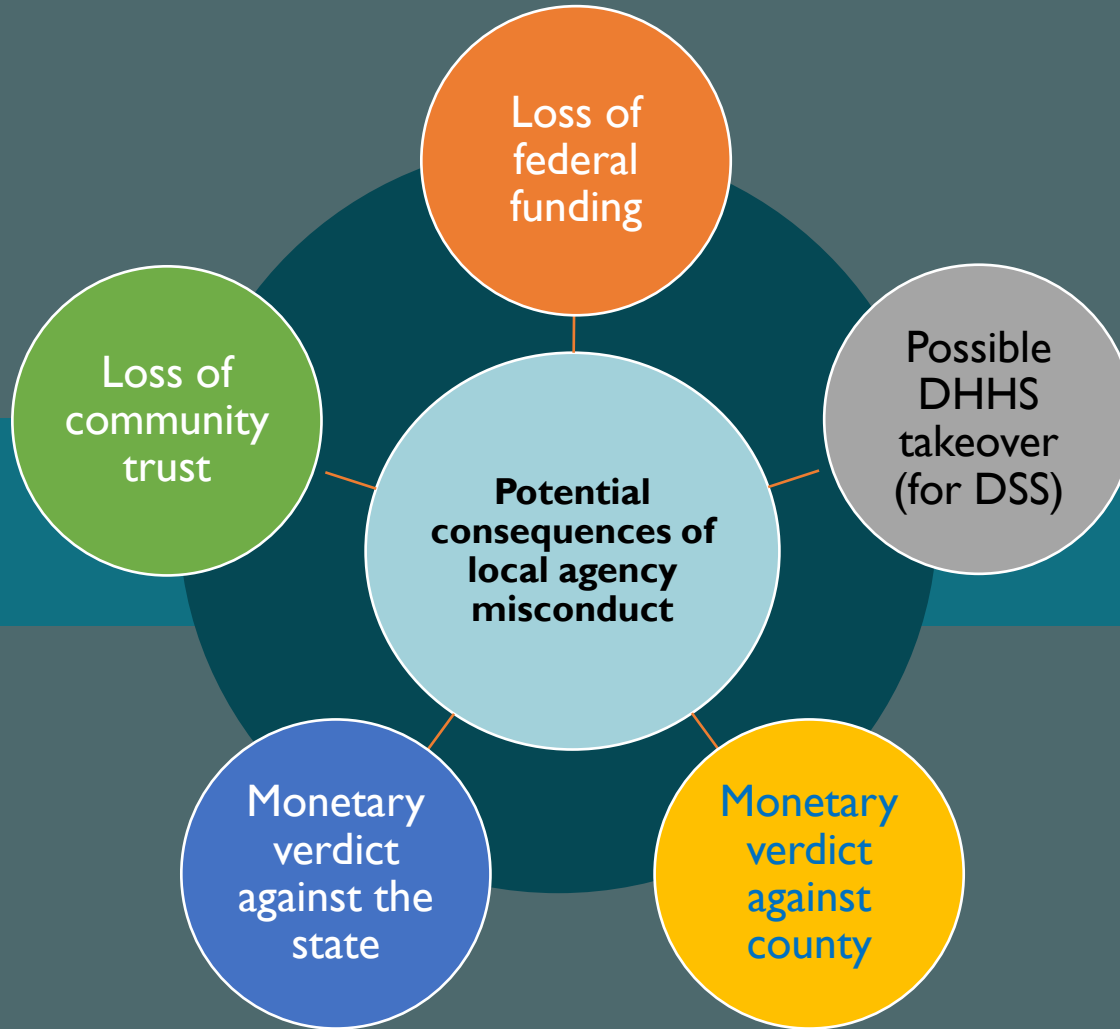 Loss of
federal
funding
Possible
DHHS
takeover
(for DSS)
Loss of
community
trust
Potential
consequences of
local agency
misconduct
Monetary
verdict
against the
state
Monetary
verdict
against
county